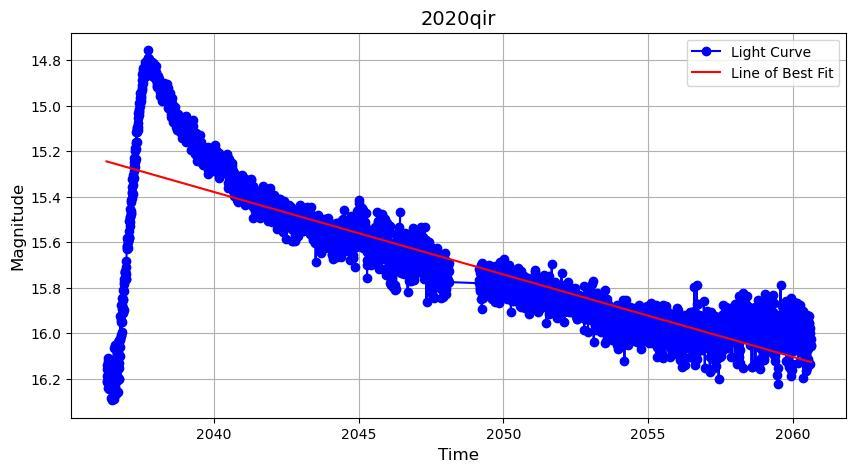 2020qir
Light Curve
Line of Best Fit
14.8
15.0
15.2
15.4
15.6
15.8
16.0
16.2
Magnitude
2040
2045
2050
2055
2060
Time